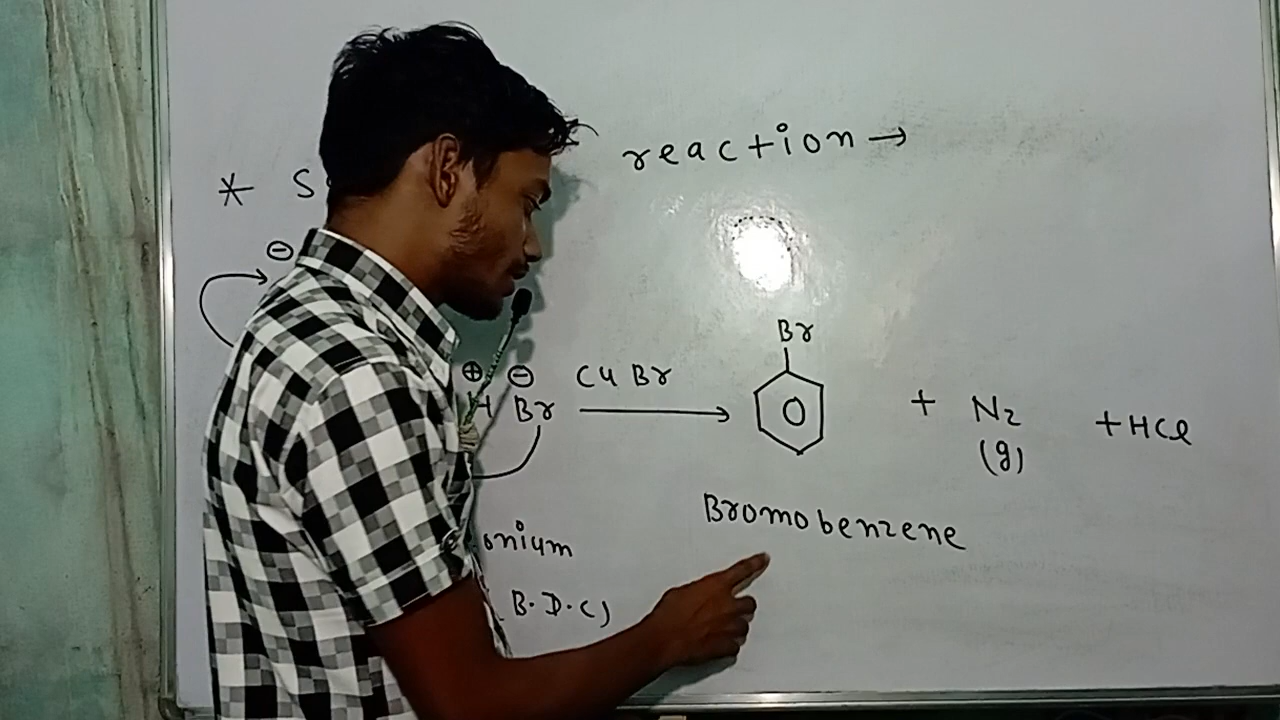 * S reaction →
⊖
Br
⊕ ⊖ CuBr
H Br → + N2 + HCl
(g)
Bromobenzene
onium
(B.D.C)